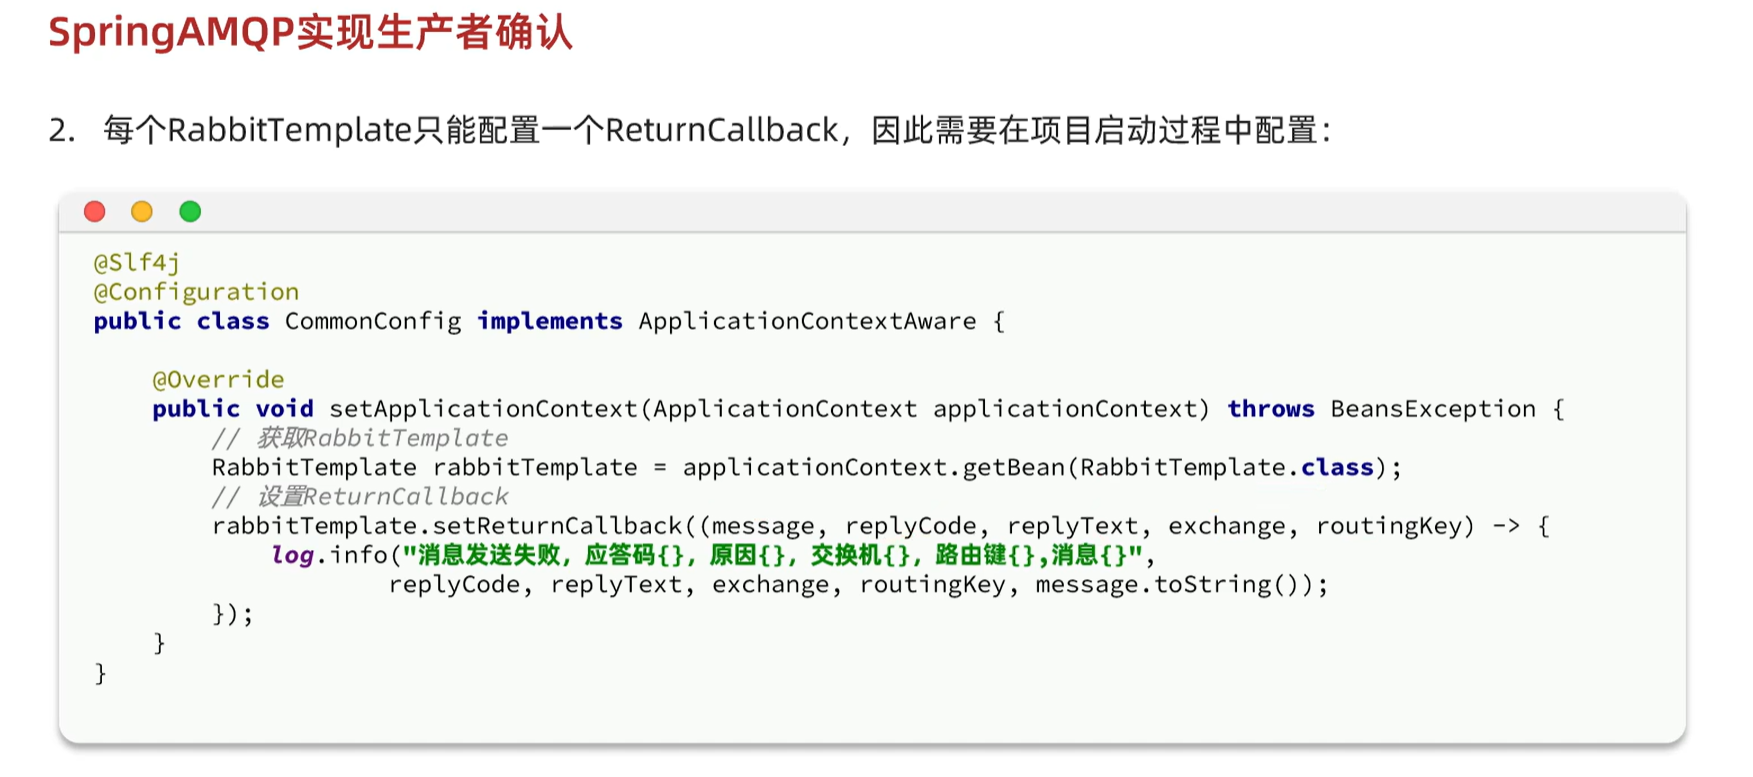 SpringAMQP实现生产者确认
2. 每个RabbitTemplate只能配置一个ReturnCallback，因此需要在项目启动过程中配置：
@Slf4j
@Configuration
public class CommonConfig implements ApplicationContextAware {
@Override
public void setApplicationContext(ApplicationContext applicationContext) throws BeansException {
// 获取RabbitTemplate
RabbitTemplate rabbitTemplate = applicationContext.getBean(RabbitTemplate.class);
// 设置ReturnCallback
rabbitTemplate.setReturnCallback((message, replyCode, replyText, exchange, routingKey) -> {
log.info("消息发送失败，应答码{}，原因{}，交换机{}，路由键{},消息{}",
replyCode, replyText, exchange, routingKey, message.toString());
});
}
}